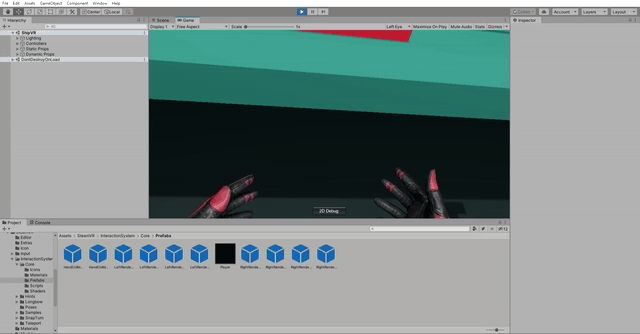 File Edit Assets GameObject Component Window Help
Center Local
Account Layers Layout
Hierarchy
Scene Game
Inspector
Display 1 Free Aspect Scale 1x Left Eye Maximize On Play Mute Audio Stats Gizmos
ShipVR
Lighting
Controllers
Static Props
Dynamic Props
DontDestroyOnLoad
2D Debug
Project Console
Assets SteamVR InteractionSystem Core Prefabs
Editor
Extras
Icon
Input
InteractionSystem
Core
Icons
Materials
Prefabs
Scripts
Shaders
Hints
Longbow
Poses
Samples
SnapTurn
Teleport
Materials
HandCollid... HandCollid... LeftRende... LeftRende... LeftRende... LeftRende... Player RightRende... RightRende... RightRende... RightRende...